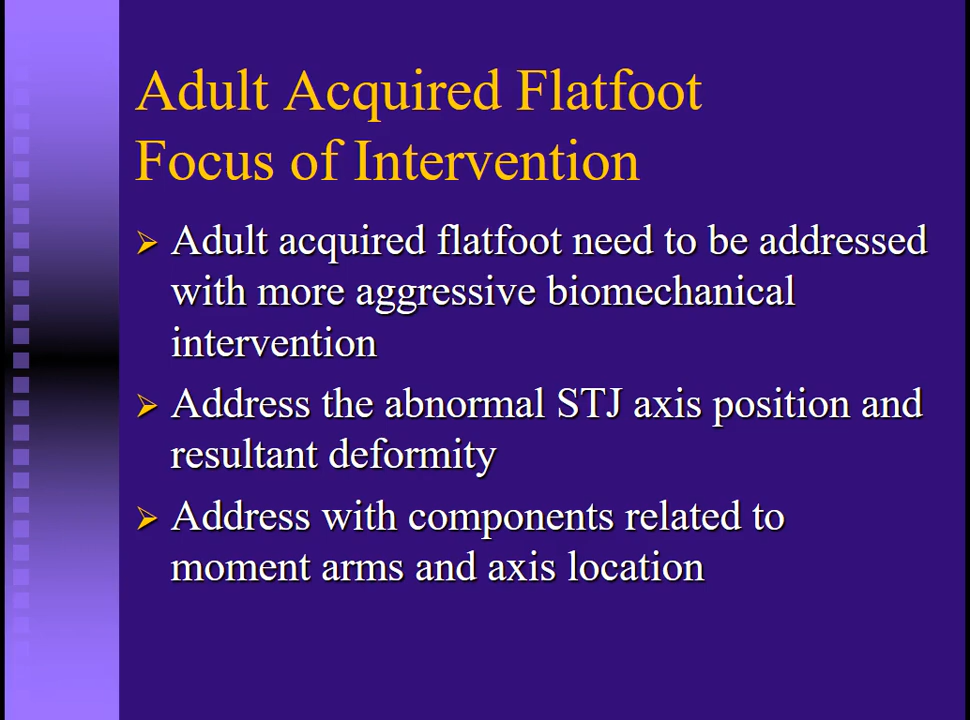 Adult Acquired Flatfoot
Focus of Intervention
Adult acquired flatfoot need to be addressed
with more aggressive biomechanical
intervention
Address the abnormal STJ axis position and
resultant deformity
Address with components related to
moment arms and axis location